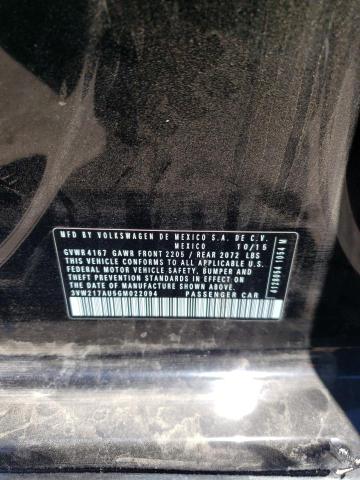 MFD BY VOLKSWAGEN DE MEXICO S.A. DE C.V.
MEXICO 10/15
GVWR 4167 GAWR FRONT 2205 / REAR 2072 LBS
THIS VEHICLE CONFORMS TO ALL APPLICABLE U.S.
FEDERAL MOTOR VEHICLE SAFETY, BUMPER AND
THEFT PREVENTION STANDARDS IN EFFECT
ON THE DATE OF MANUFACTURE SHOWN ABOVE.
3VW217AU5GM022094 PASSENGER CAR
4128654 1054 M